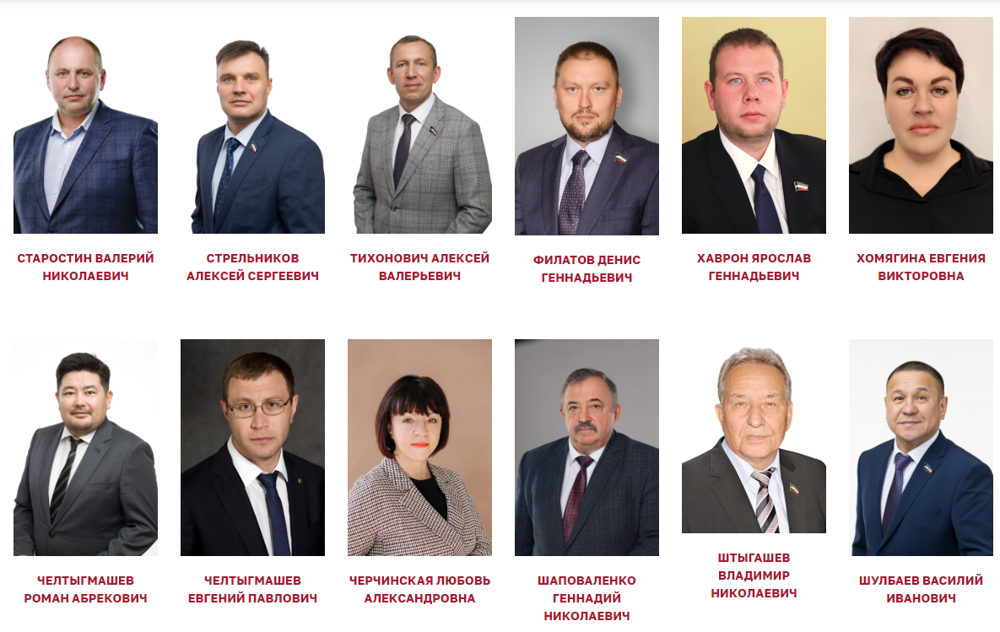 СТАРОСТИН ВАЛЕРИЙ
НИКОЛАЕВИЧ
СТРЕЛЬНИКОВ
АЛЕКСЕЙ СЕРГЕЕВИЧ
ТИХОНОВИЧ АЛЕКСЕЙ
ВАЛЕРЬЕВИЧ
ФИЛАТОВ ДЕНИС
ГЕННАДЬЕВИЧ
ХАВРОН ЯРОСЛАВ
ГЕННАДЬЕВИЧ
ХОМЯГИНА ЕВГЕНИЯ
ВИКТОРОВНА
ЧЕЛТЫГМАШЕВ
РОМАН АБРЕКОВИЧ
ЧЕЛТЫГМАШЕВ
ЕВГЕНИЙ ПАВЛОВИЧ
ЧЕРЧИНСКАЯ ЛЮБОВЬ
АЛЕКСАНДРОВНА
ШАПОВАЛЕНКО
ГЕННАДИЙ
НИКОЛАЕВИЧ
ШТЫГАШЕВ
ВЛАДИМИР
НИКОЛАЕВИЧ
ШУЛБАЕВ ВАСИЛИЙ
ИВАНОВИЧ